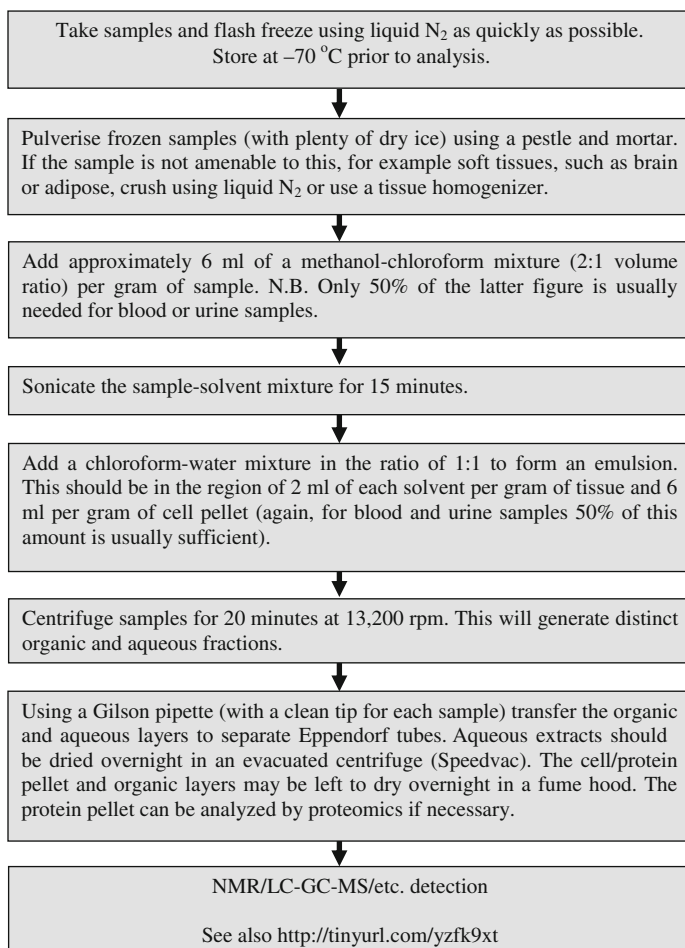 Take samples and flash freeze using liquid N₂ as quickly as possible.
Store at –70 °C prior to analysis.
Pulverise frozen samples (with plenty of dry ice) using a pestle and mortar.
If the sample is not amenable to this, for example soft tissues, such as brain
or adipose, crush using liquid N₂ or use a tissue homogenizer.
Add approximately 6 ml of a methanol-chloroform mixture (2:1 volume
ratio) per gram of sample. N.B. Only 50% of the latter figure is usually
needed for blood or urine samples.
Sonicate the sample-solvent mixture for 15 minutes.
Add a chloroform-water mixture in the ratio of 1:1 to form an emulsion.
This should be in the region of 2 ml of each solvent per gram of tissue and 6
ml per gram of cell pellet (again, for blood and urine samples 50% of this
amount is usually sufficient).
Centrifuge samples for 20 minutes at 13,200 rpm. This will generate distinct
organic and aqueous fractions.
Using a Gilson pipette (with a clean tip for each sample) transfer the organic
and aqueous layers to separate Eppendorf tubes. Aqueous extracts should
be dried overnight in an evacuated centrifuge (Speedvac). The cell/protein
pellet and organic layers may be left to dry overnight in a fume hood. The
protein pellet can be analyzed by proteomics if necessary.
NMR/LC-GC-MS/etc. detection
See also http://tinyurl.com/yzfk9xt